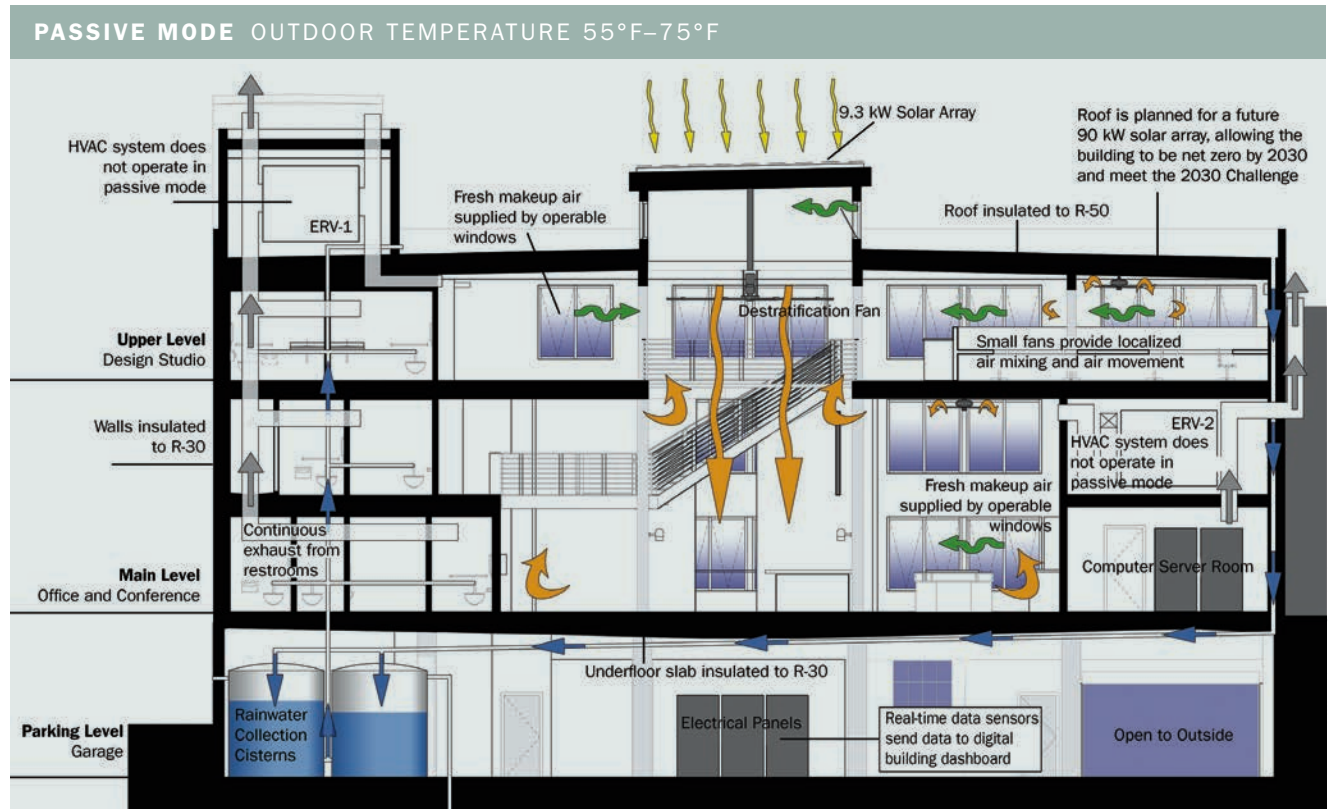 PASSIVE MODE OUTDOOR TEMPERATURE 55°F–75°F
HVAC system does
not operate in
passive mode
ERV-1
Fresh makeup air
supplied by operable
windows
9.3 kW Solar Array
Roof is planned for a future
90 kW solar array, allowing the
building to be net zero by 2030
and meet the 2030 Challenge
Roof insulated to R-50
Upper Level
Design Studio
Destratification Fan
Small fans provide localized
air mixing and air movement
Walls insulated
to R-30
ERV-2
HVAC system does
not operate in
passive mode
Fresh makeup air
supplied by operable
windows
Continuous
exhaust from
restrooms
Main Level
Office and Conference
Computer Server Room
Underfloor slab insulated to R-30
Parking Level
Garage
Rainwater
Collection
Cisterns
Electrical Panels
Real-time data sensors
send data to digital
building dashboard
Open to Outside